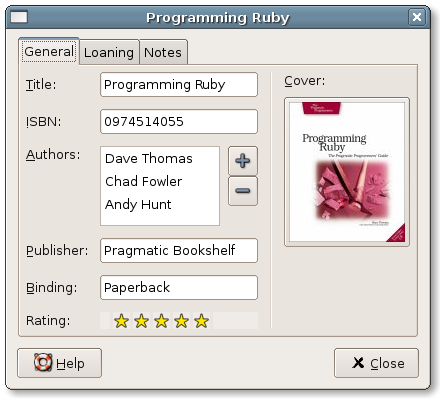 Programming Ruby
General Loaning Notes
Title: Programming Ruby
Cover:
ISBN: 0974514055
Authors: Dave Thomas
Chad Fowler
Andy Hunt
Publisher: Pragmatic Bookshelf
Binding: Paperback
Rating:
Programming
Ruby
The Pragmatic Programmers' Guide
Help
Close